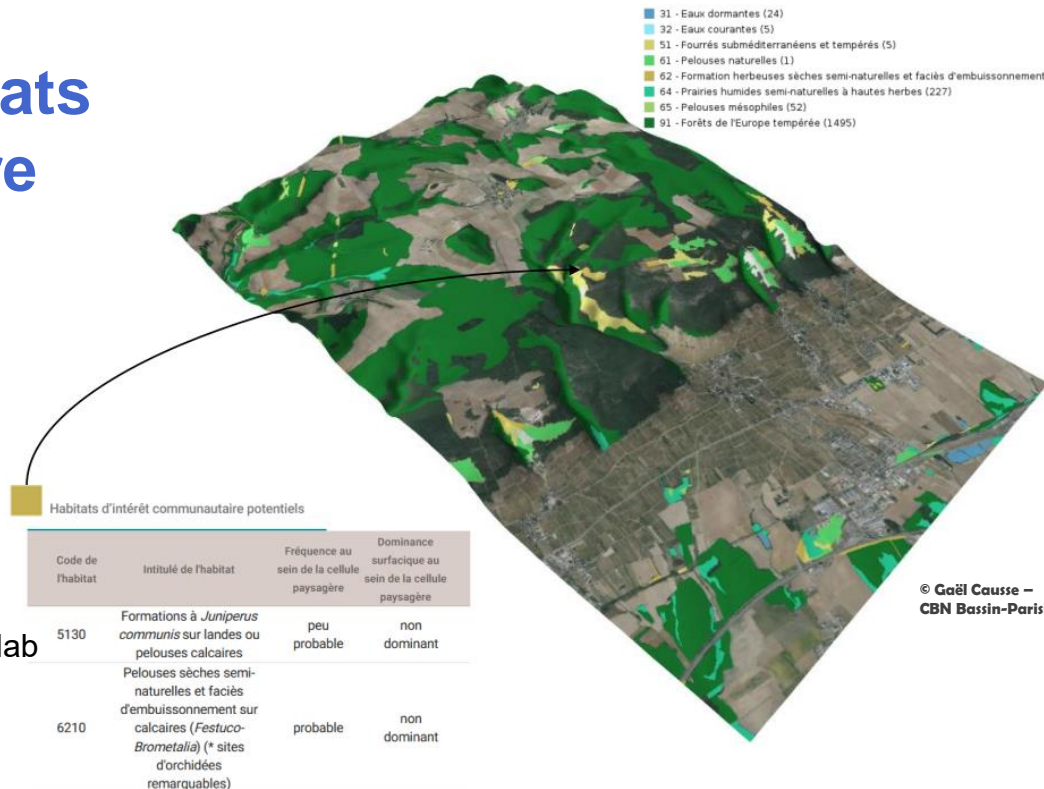 ats
re
31 - Eaux dormantes (24)
32 - Eaux courantes (5)
51 - Fourrés subméditerranéens et tempérés (5)
61 - Pelouses naturelles (1)
62 - Formation herbeuses sèches semi-naturelles et faciès d'embuissonnement
64 - Prairies humides semi-naturelles à hautes herbes (227)
65 - Pelouses mésophiles (52)
91 - Forêts de l'Europe tempérée (1495)
Habitats d'intérêt communautaire potentiels
Code de
l'habitat
Intitulé de l'habitat
Fréquence au
sein de la cellule
paysagère
Dominance
surfacique au
sein de la cellule
paysagère
5130
Formations à Juniperus
communis sur landes ou
pelouses calcaires
peu
probable
non
dominant
lab
6210
Pelouses sèches semi-
naturelles et faciès
d'embuissonnement sur
calcaires (Festuco-
Brometalia) (* sites
d'orchidées
remarquables)
probable
non
dominant
© Gaël Causse –
CBN Bassin-Paris